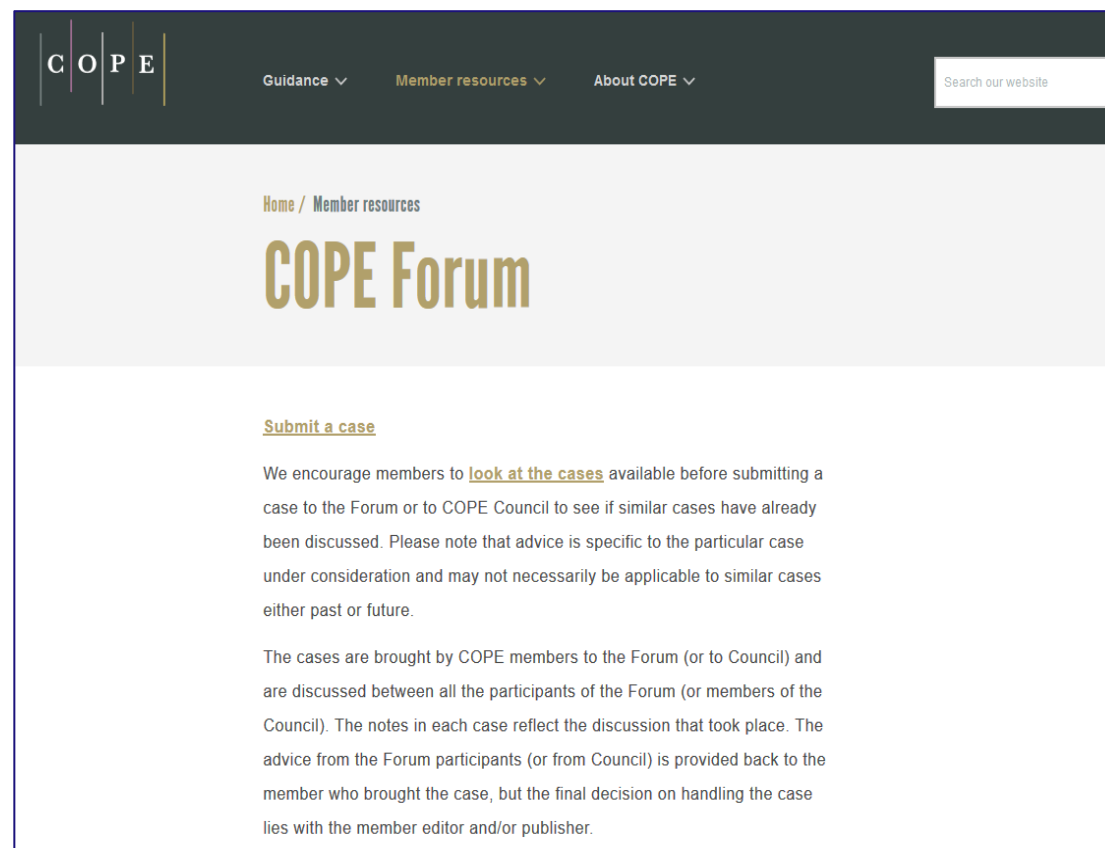 COPE
Guidance
Member resources
About COPE
Search our website
Home / Member resources
COPE Forum
Submit a case
We encourage members to look at the cases available before submitting a
case to the Forum or to COPE Council to see if similar cases have already
been discussed. Please note that advice is specific to the particular case
under consideration and may not necessarily be applicable to similar cases
either past or future.
The cases are brought by COPE members to the Forum (or to Council) and
are discussed between all the participants of the Forum (or members of the
Council). The notes in each case reflect the discussion that took place. The
advice from the Forum participants (or from Council) is provided back to the
member who brought the case, but the final decision on handling the case
lies with the member editor and/or publisher.